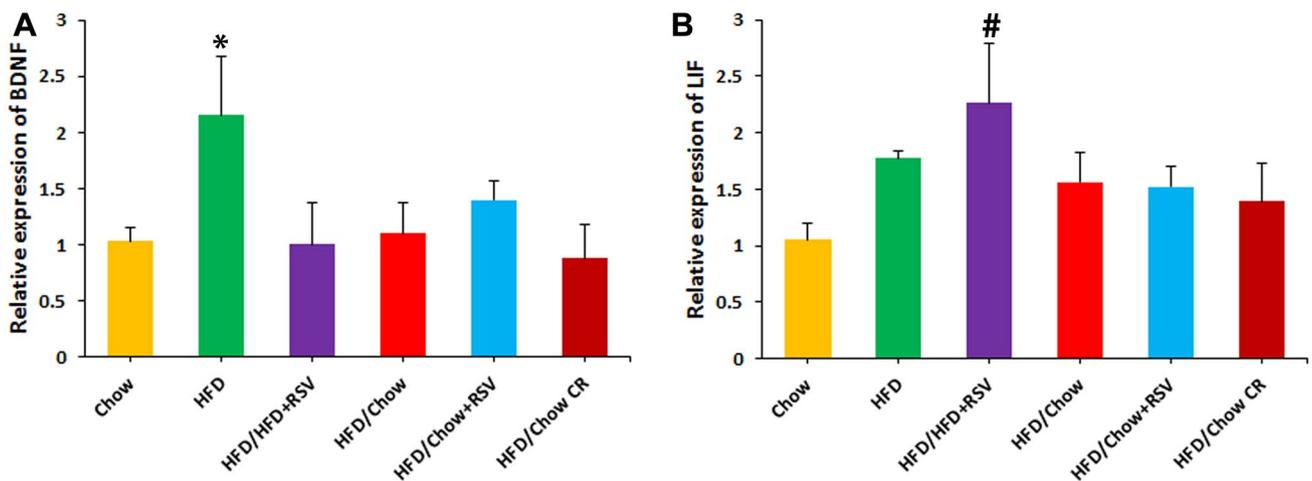 A
Relative expression of BDNF
3
2.5
2
1.5
1
0.5
0
*
Chow
HFD
HFD/HFD+RSV
HFD/Chow
HFD/Chow+RSV
HFD/Chow CR
B
Relative expression of LIF
3
2.5
2
1.5
1
0.5
0
#
Chow
HFD
HFD/HFD+RSV
HFD/Chow
HFD/Chow+RSV
HFD/Chow CR